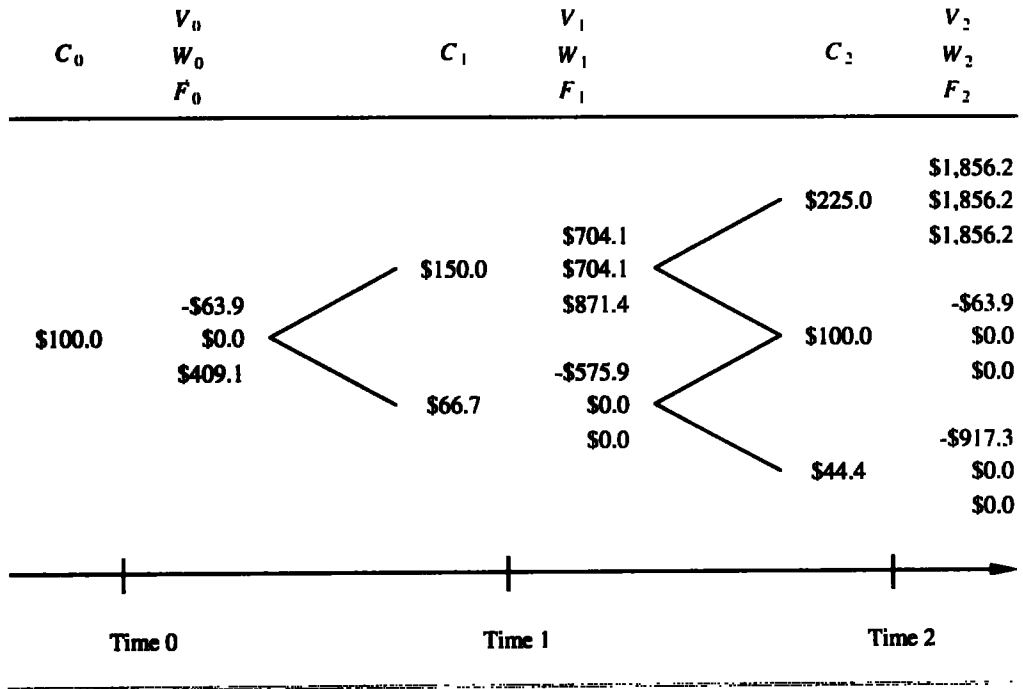 V₀ V₁ V₂
C₀ W₀ C₁ W₁ C₂ W₂
F₀ F₁ F₂
$1,856.2
$225.0 $1,856.2
$704.1 $1,856.2
$150.0 $704.1
-$63.9 $871.4 -$63.9
$100.0 $0.0 $100.0 $0.0
$409.1 -$575.9 $0.0
$66.7 $0.0
$0.0 -$917.3
$44.4 $0.0
$0.0
Time 0 Time 1 Time 2